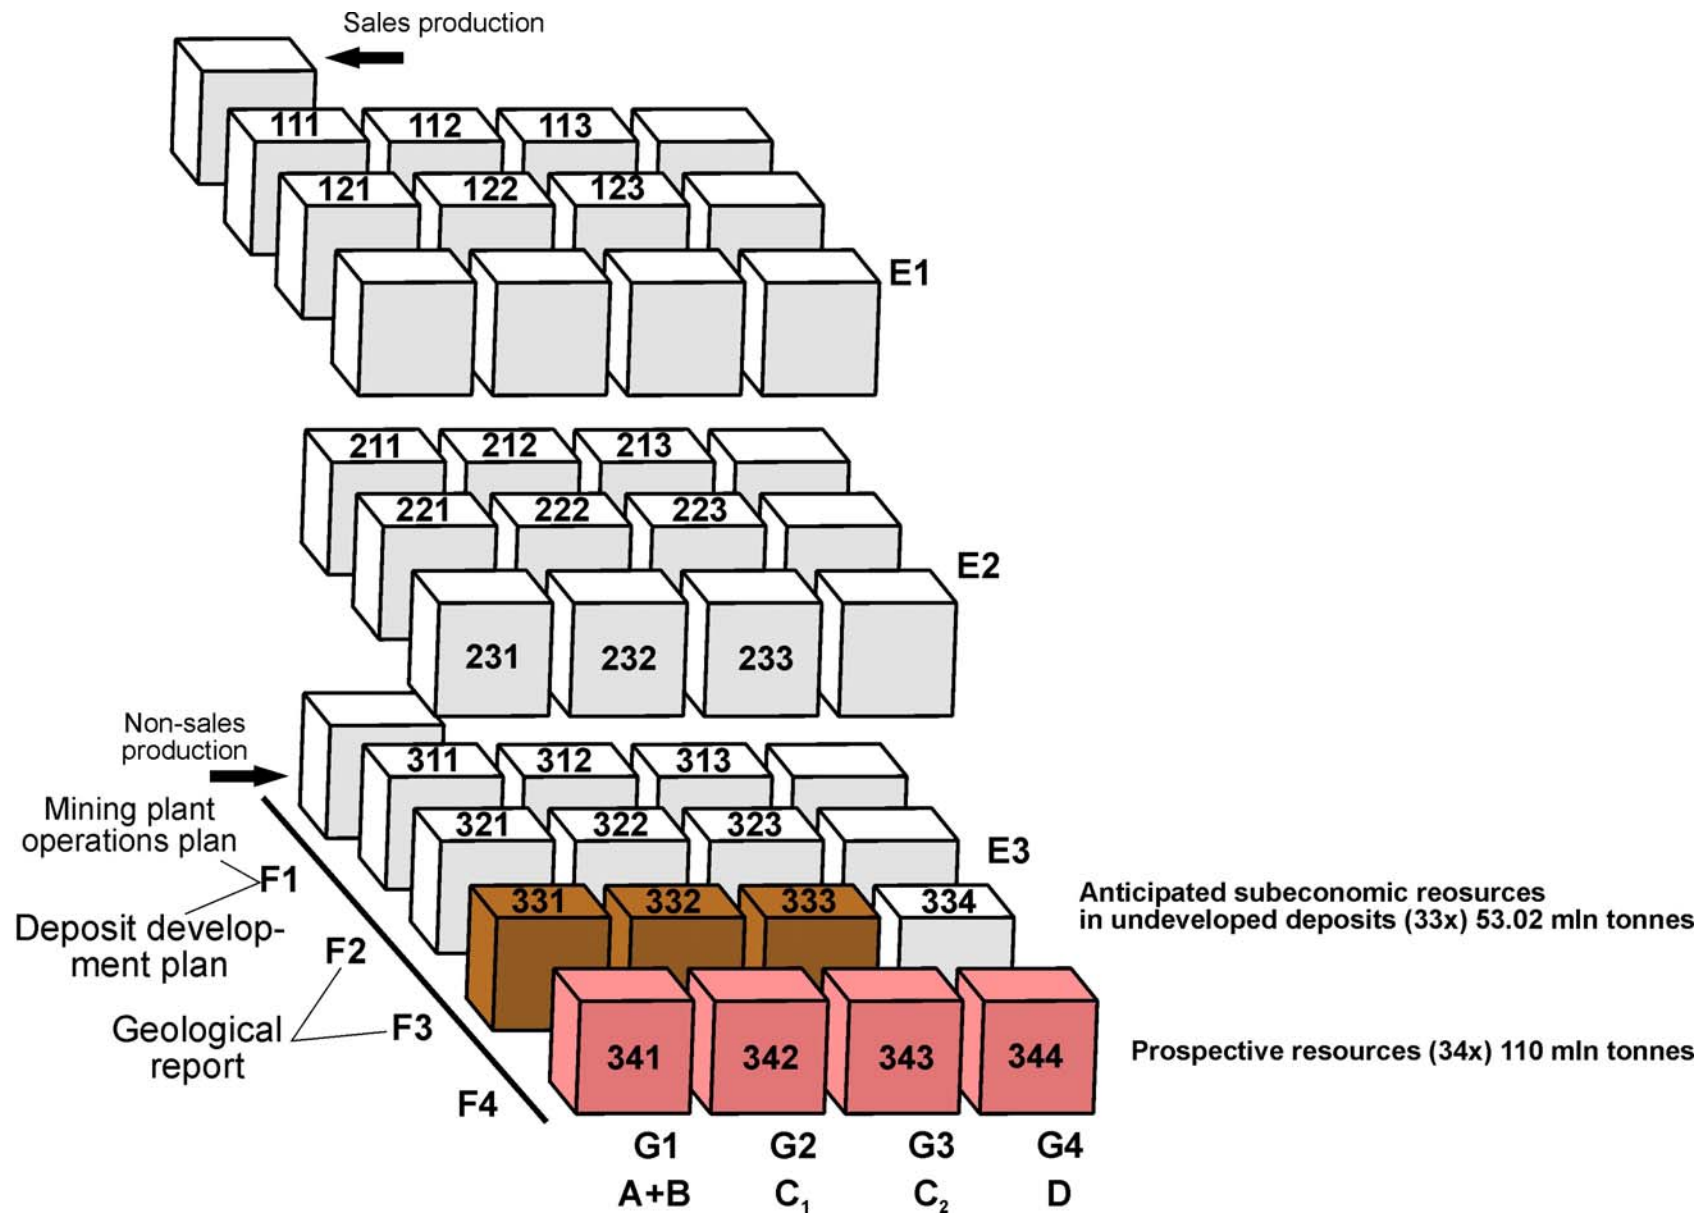 Sales production
111 112 113
121 122 123
E1
211 212 213
221 222 223
E2
231 232 233
Non-sales
production
311 312 313
Mining plant
operations plan
321 322 323
E3
F1
331 332 333 334
Anticipated subeconomic reosurces
in undeveloped deposits (33x) 53.02 mln tonnes
Deposit develop-
ment plan
F2
Geological
report
F3
341 342 343 344
Prospective resources (34x) 110 mln tonnes
F4
G1 G2 G3 G4
A+B C₁ C₂ D